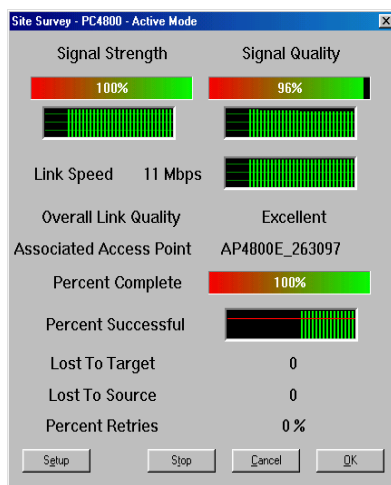 Site Survey - PC4800 - Active Mode
Signal Strength Signal Quality
100% 96%
Link Speed 11 Mbps
Overall Link Quality Excellent
Associated Access Point AP4800E_263097
Percent Complete 100%
Percent Successful
Lost To Target 0
Lost To Source 0
Percent Retries 0 %
Setup Stop Cancel OK